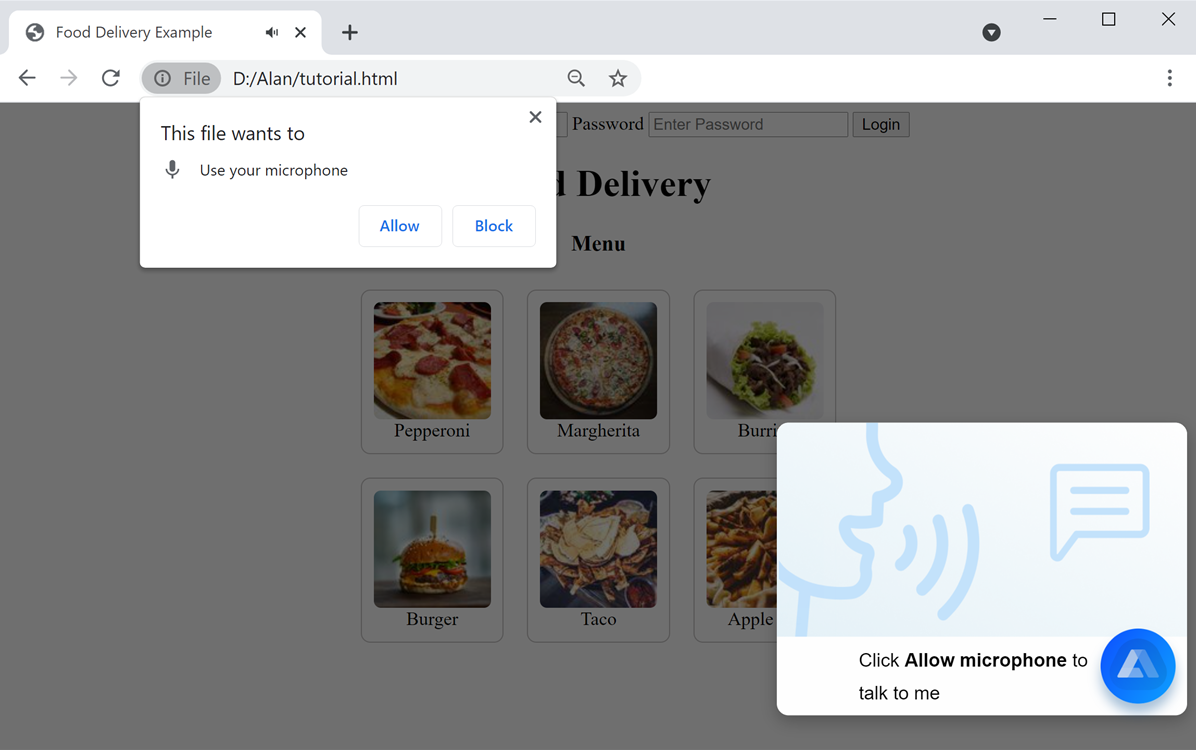 Food Delivery Example
File D:/Alan/tutorial.html
This file wants to
Use your microphone
Allow Block
Password Enter Password Login
d Delivery
Menu
Pepperoni Margherita Burri
Burger Taco Apple
Click Allow microphone to
talk to me